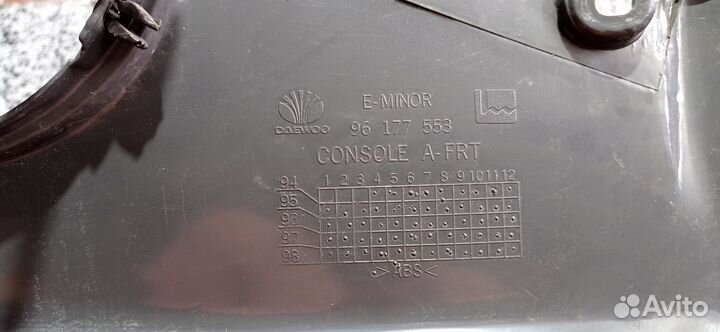 E-MINOR
DAEWOO 96 177 553
CONSOLE A-FRT
94 1 2 3 4 5 6 7 8 9 10 11 12
95
96
97
98
>ABS<
Avito